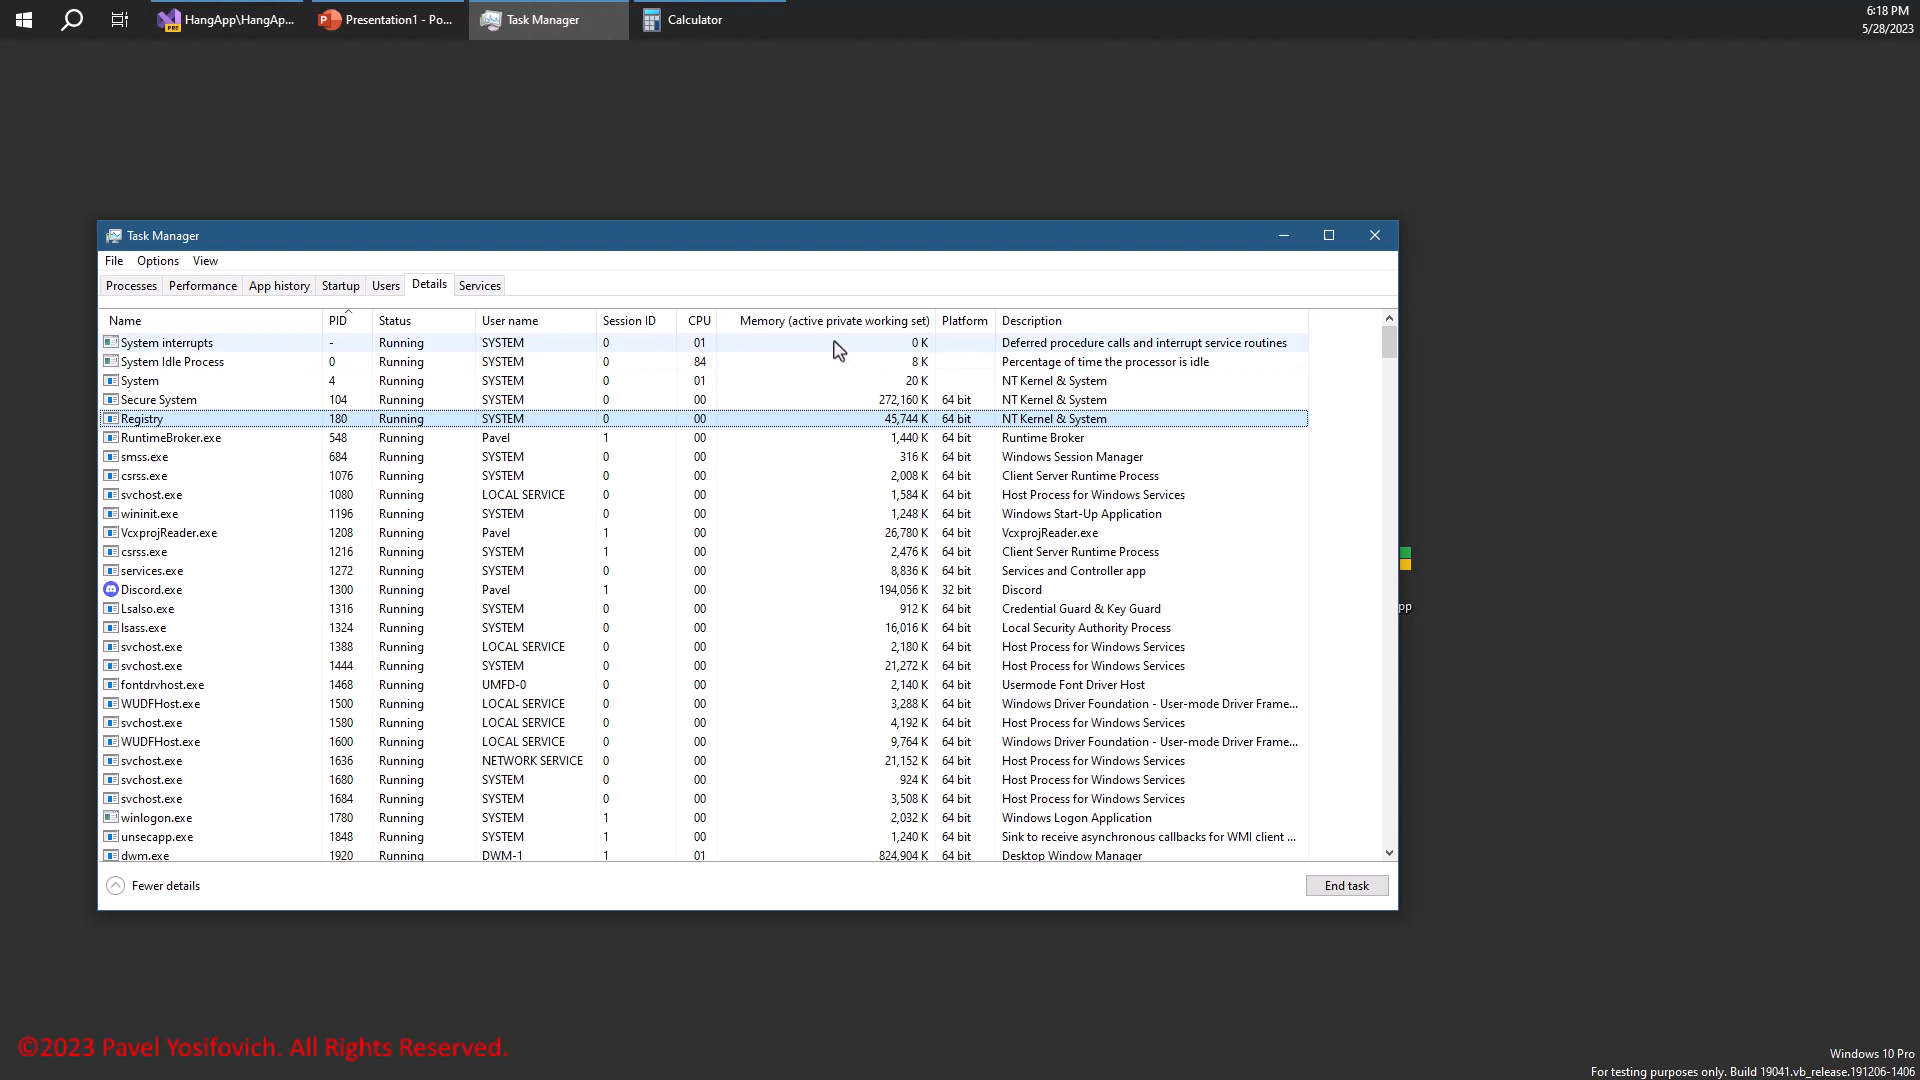 HangApp\HangAp...
Presentation1 - Po...
Task Manager
Calculator
6:18 PM
5/28/2023
Task Manager
File Options View
Processes Performance App history Startup Users Details Services
Name PID Status User name Session ID CPU Memory (active private working set) Platform Description
System interrupts - Running SYSTEM 0 01 0 K Deferred procedure calls and interrupt service routines
System Idle Process 0 Running SYSTEM 0 84 8 K Percentage of time the processor is idle
System 4 Running SYSTEM 0 01 20 K NT Kernel & System
Secure System 104 Running SYSTEM 0 00 272,160 K 64 bit NT Kernel & System
Registry 180 Running SYSTEM 0 00 45,744 K 64 bit NT Kernel & System
RuntimeBroker.exe 548 Running Pavel 1 00 1,440 K 64 bit Runtime Broker
smss.exe 684 Running SYSTEM 0 00 316 K 64 bit Windows Session Manager
csrss.exe 1076 Running SYSTEM 0 00 2,008 K 64 bit Client Server Runtime Process
svchost.exe 1080 Running LOCAL SERVICE 0 00 1,584 K 64 bit Host Process for Windows Services
wininit.exe 1196 Running SYSTEM 0 00 1,248 K 64 bit Windows Start-Up Application
VcxprojReader.exe 1208 Running Pavel 1 00 26,780 K 64 bit VcxprojReader.exe
csrss.exe 1216 Running SYSTEM 1 00 2,476 K 64 bit Client Server Runtime Process
services.exe 1272 Running SYSTEM 0 00 8,836 K 64 bit Services and Controller app
Discord.exe 1300 Running Pavel 1 00 194,056 K 32 bit Discord
LsaIso.exe 1316 Running SYSTEM 0 00 912 K 64 bit Credential Guard & Key Guard
lsass.exe 1324 Running SYSTEM 0 00 16,016 K 64 bit Local Security Authority Process
svchost.exe 1388 Running LOCAL SERVICE 0 00 2,180 K 64 bit Host Process for Windows Services
svchost.exe 1444 Running SYSTEM 0 00 21,272 K 64 bit Host Process for Windows Services
fontdrvhost.exe 1468 Running UMFD-0 0 00 2,140 K 64 bit Usermode Font Driver Host
WUDFHost.exe 1500 Running LOCAL SERVICE 0 00 3,288 K 64 bit Windows Driver Foundation - User-mode Driver Frame...
svchost.exe 1580 Running LOCAL SERVICE 0 00 4,192 K 64 bit Host Process for Windows Services
WUDFHost.exe 1600 Running LOCAL SERVICE 0 00 9,764 K 64 bit Windows Driver Foundation - User-mode Driver Frame...
svchost.exe 1636 Running NETWORK SERVICE 0 00 21,152 K 64 bit Host Process for Windows Services
svchost.exe 1680 Running SYSTEM 0 00 924 K 64 bit Host Process for Windows Services
svchost.exe 1684 Running SYSTEM 0 00 3,508 K 64 bit Host Process for Windows Services
winlogon.exe 1780 Running SYSTEM 1 00 2,032 K 64 bit Windows Logon Application
unsecapp.exe 1848 Running SYSTEM 1 00 1,240 K 64 bit Sink to receive asynchronous callbacks for WMI client ...
dwm.exe 1920 Running DWM-1 1 01 824,904 K 64 bit Desktop Window Manager
Fewer details
End task
pp
©2023 Pavel Yosifovich. All Rights Reserved.
Windows 10 Pro
For testing purposes only. Build 19041.vb_release.191206-1406
PRE